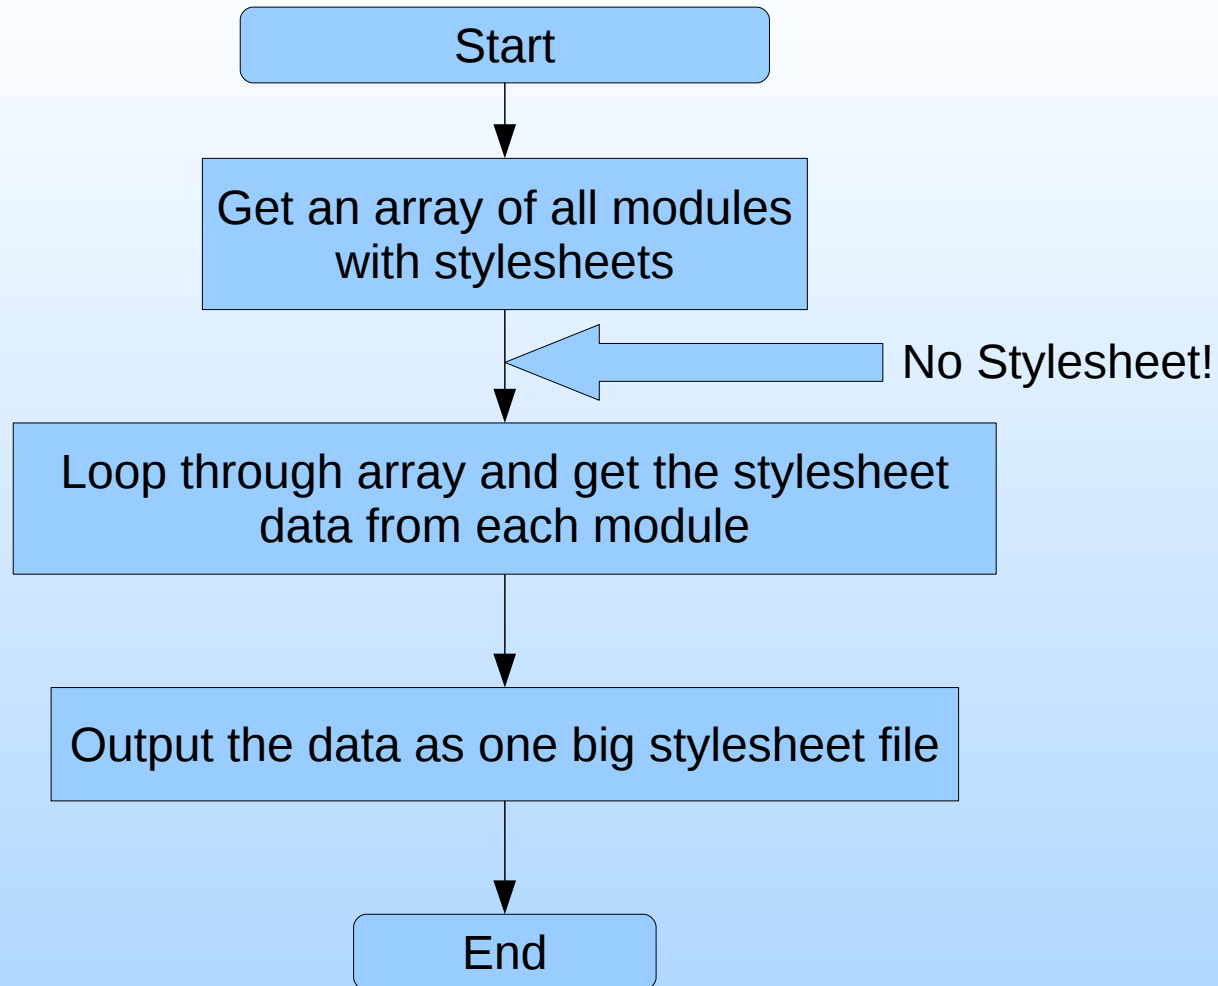 Start
Get an array of all modules
with stylesheets
No Stylesheet!
Loop through array and get the stylesheet
data from each module
Output the data as one big stylesheet file
End